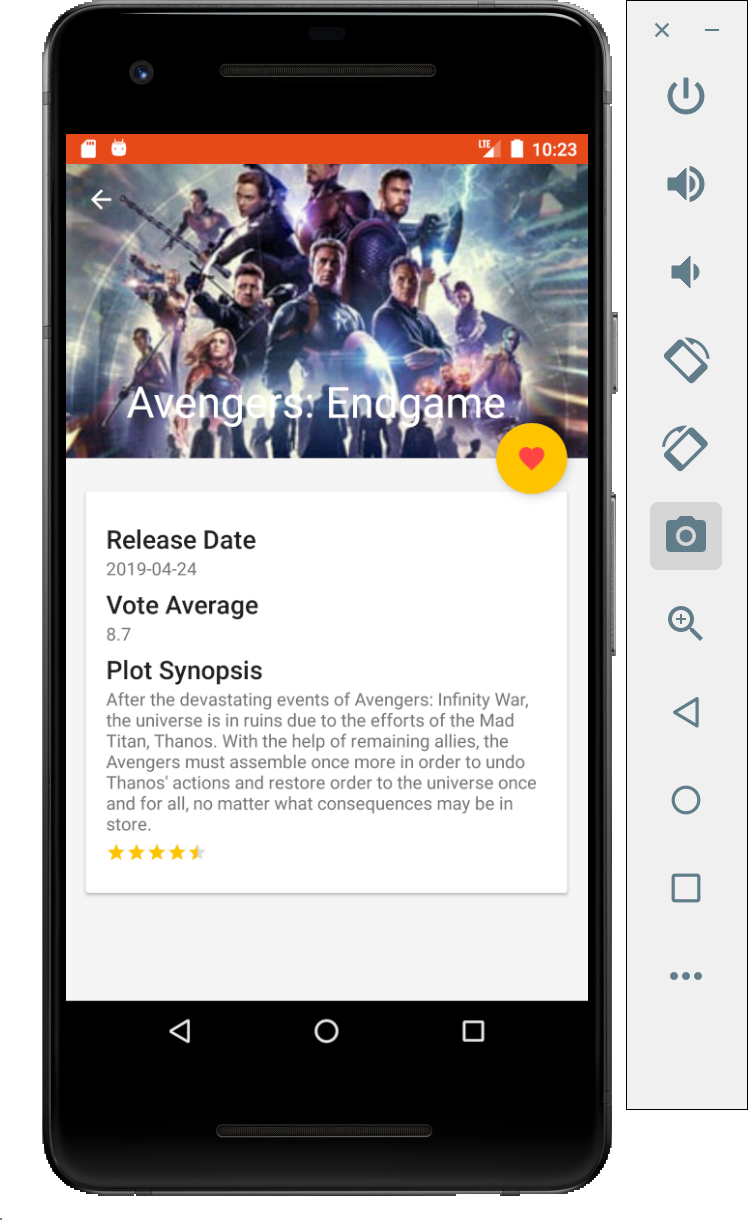 LTE 10:23
Avengers: Endgame
Release Date
2019-04-24
Vote Average
8.7
Plot Synopsis
After the devastating events of Avengers: Infinity War,
the universe is in ruins due to the efforts of the Mad
Titan, Thanos. With the help of remaining allies, the
Avengers must assemble once more in order to undo
Thanos' actions and restore order to the universe once
and for all, no matter what consequences may be in
store.